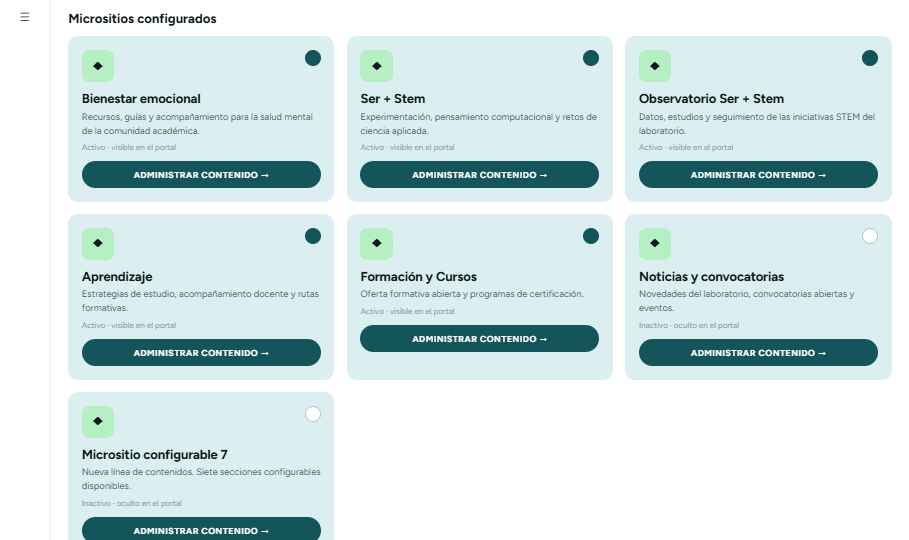 Micrositios configurados
Bienestar emocional
Recursos, guías y acompañamiento para la salud mental
de la comunidad académica.
Activo · visible en el portal
ADMINISTRAR CONTENIDO →
Ser + Stem
Experimentación, pensamiento computacional y retos de
ciencia aplicada.
Activo · visible en el portal
ADMINISTRAR CONTENIDO →
Observatorio Ser + Stem
Datos, estudios y seguimiento de las iniciativas STEM del
laboratorio.
Activo · visible en el portal
ADMINISTRAR CONTENIDO →
Aprendizaje
Estrategias de estudio, acompañamiento docente y rutas
formativas.
Activo · visible en el portal
ADMINISTRAR CONTENIDO →
Formación y Cursos
Oferta formativa abierta y programas de certificación.
Activo · visible en el portal
ADMINISTRAR CONTENIDO →
Noticias y convocatorias
Novedades del laboratorio, convocatorias abiertas y
eventos.
Inactivo · oculto en el portal
ADMINISTRAR CONTENIDO →
Micrositio configurable 7
Nueva línea de contenidos. Siete secciones configurables
disponibles.
Inactivo · oculto en el portal
ADMINISTRAR CONTENIDO →